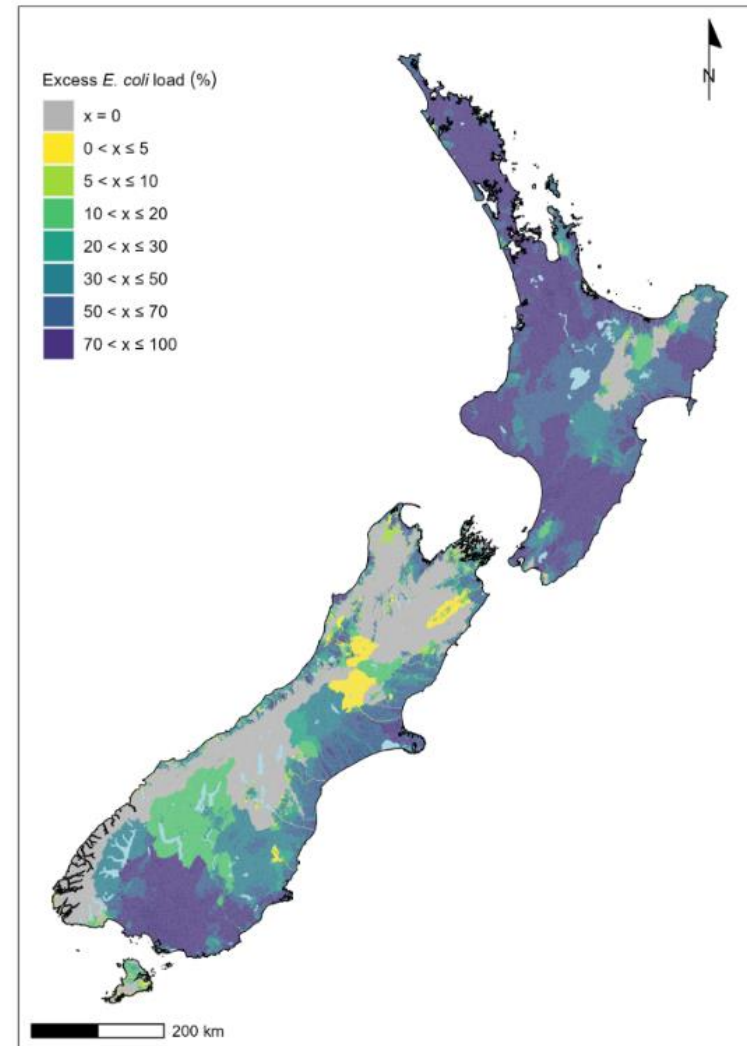 N
Excess E. coli load (%)
x = 0
0 < x ≤ 5
5 < x ≤ 10
10 < x ≤ 20
20 < x ≤ 30
30 < x ≤ 50
50 < x ≤ 70
70 < x ≤ 100
200 km